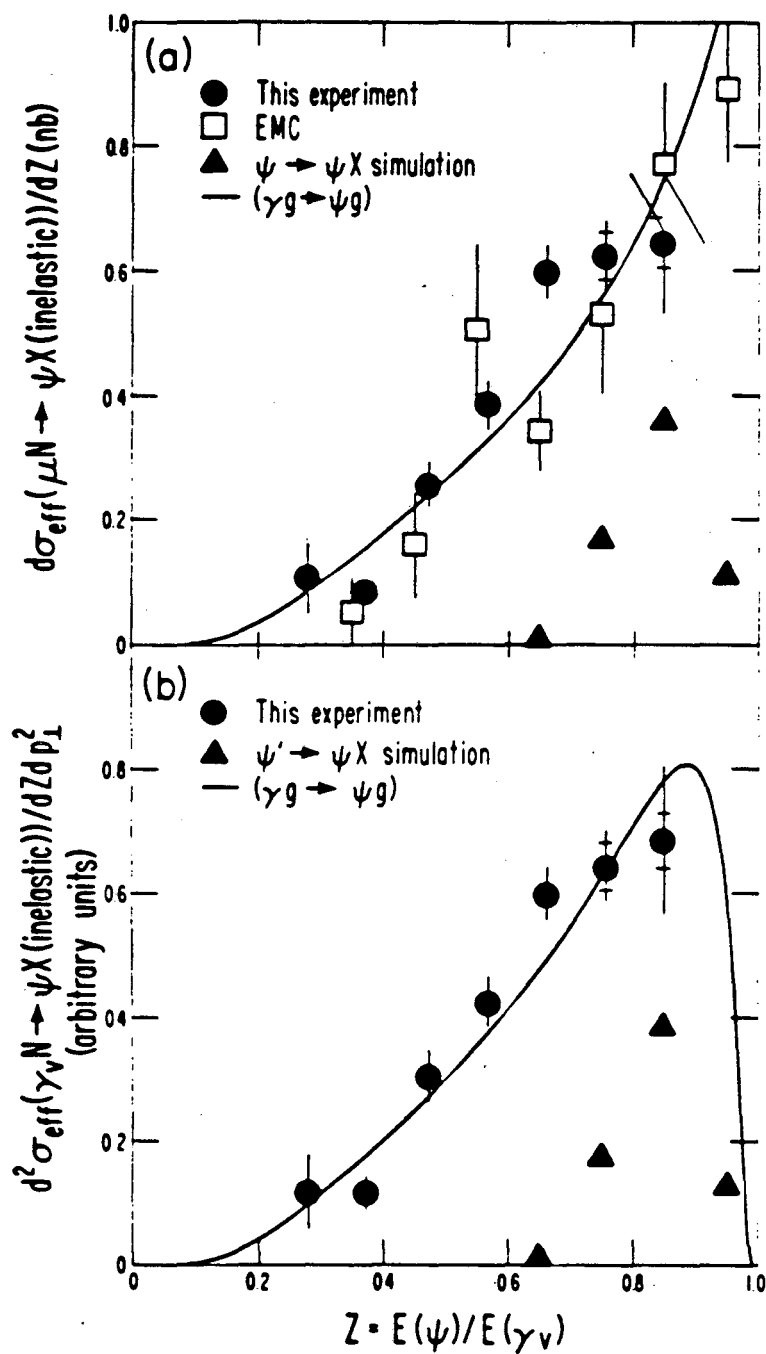 (a)
This experiment
EMC
ψ → ψX simulation
(γg → ψg)
dσeff(μN → ψX(inelastic))/dZ(nb)
1.0
0.8
0.6
0.4
0.2
0
(b)
This experiment
ψ' → ψX simulation
(γg → ψg)
d²σeff(γvN → ψX(inelastic))/dZdp⊥²
(arbitrary units)
0.8
0.6
0.4
0.2
0
0 0.2 0.4 0.6 0.8 1.0
Z = E(ψ)/E(γv)